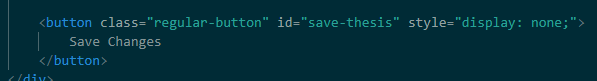 <button class="regular-button" id="save-thesis" style="display: none;">
Save Changes
</button>
</div>